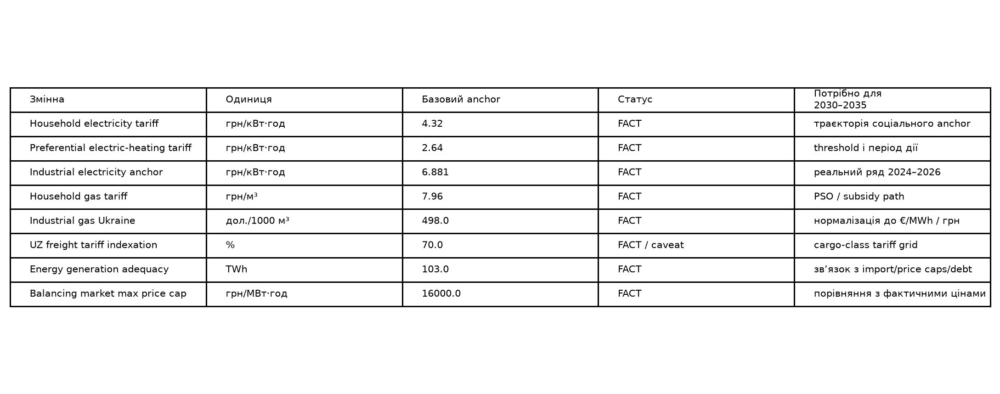 Змінна Одиниця Базовий anchor Статус Потрібно для
2030–2035
Household electricity tariff грн/кВт·год 4.32 FACT траєкторія соціального anchor
Preferential electric-heating tariff грн/кВт·год 2.64 FACT threshold і період дії
Industrial electricity anchor грн/кВт·год 6.881 FACT реальний ряд 2024–2026
Household gas tariff грн/м³ 7.96 FACT PSO / subsidy path
Industrial gas Ukraine дол./1000 м³ 498.0 FACT нормалізація до €/MWh / грн
UZ freight tariff indexation % 70.0 FACT / caveat cargo-class tariff grid
Energy generation adequacy TWh 103.0 FACT зв’язок з import/price caps/debt
Balancing market max price cap грн/МВт·год 16000.0 FACT порівняння з фактичними цінами